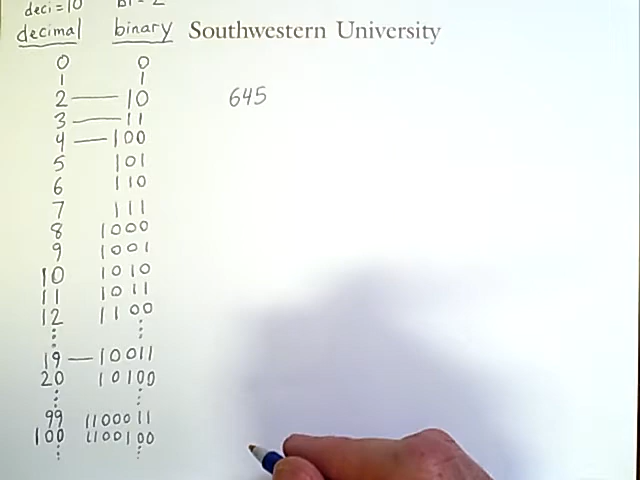 deci=10 bi=2
decimal binary Southwestern University
0 0
1 1
2 — 10 645
3 — 11
4 — 100
5 101
6 110
7 111
8 1000
9 1001
10 1010
11 1011
12 1100
⋮ ⋮
19 — 10011
20 10100
⋮ ⋮
99 1100011
100 1100100
⋮ ⋮